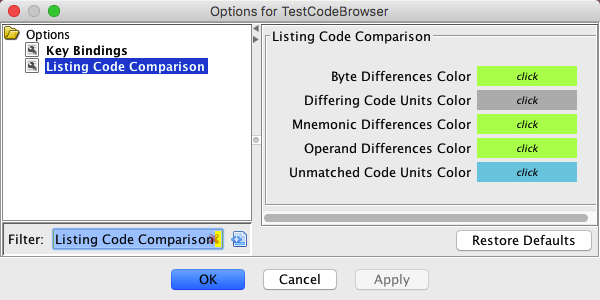 Options for TestCodeBrowser
Options
Key Bindings
Listing Code Comparison
Filter: Listing Code Comparison
Listing Code Comparison
Byte Differences Color click
Differing Code Units Color click
Mnemonic Differences Color click
Operand Differences Color click
Unmatched Code Units Color click
Restore Defaults
OK Cancel Apply